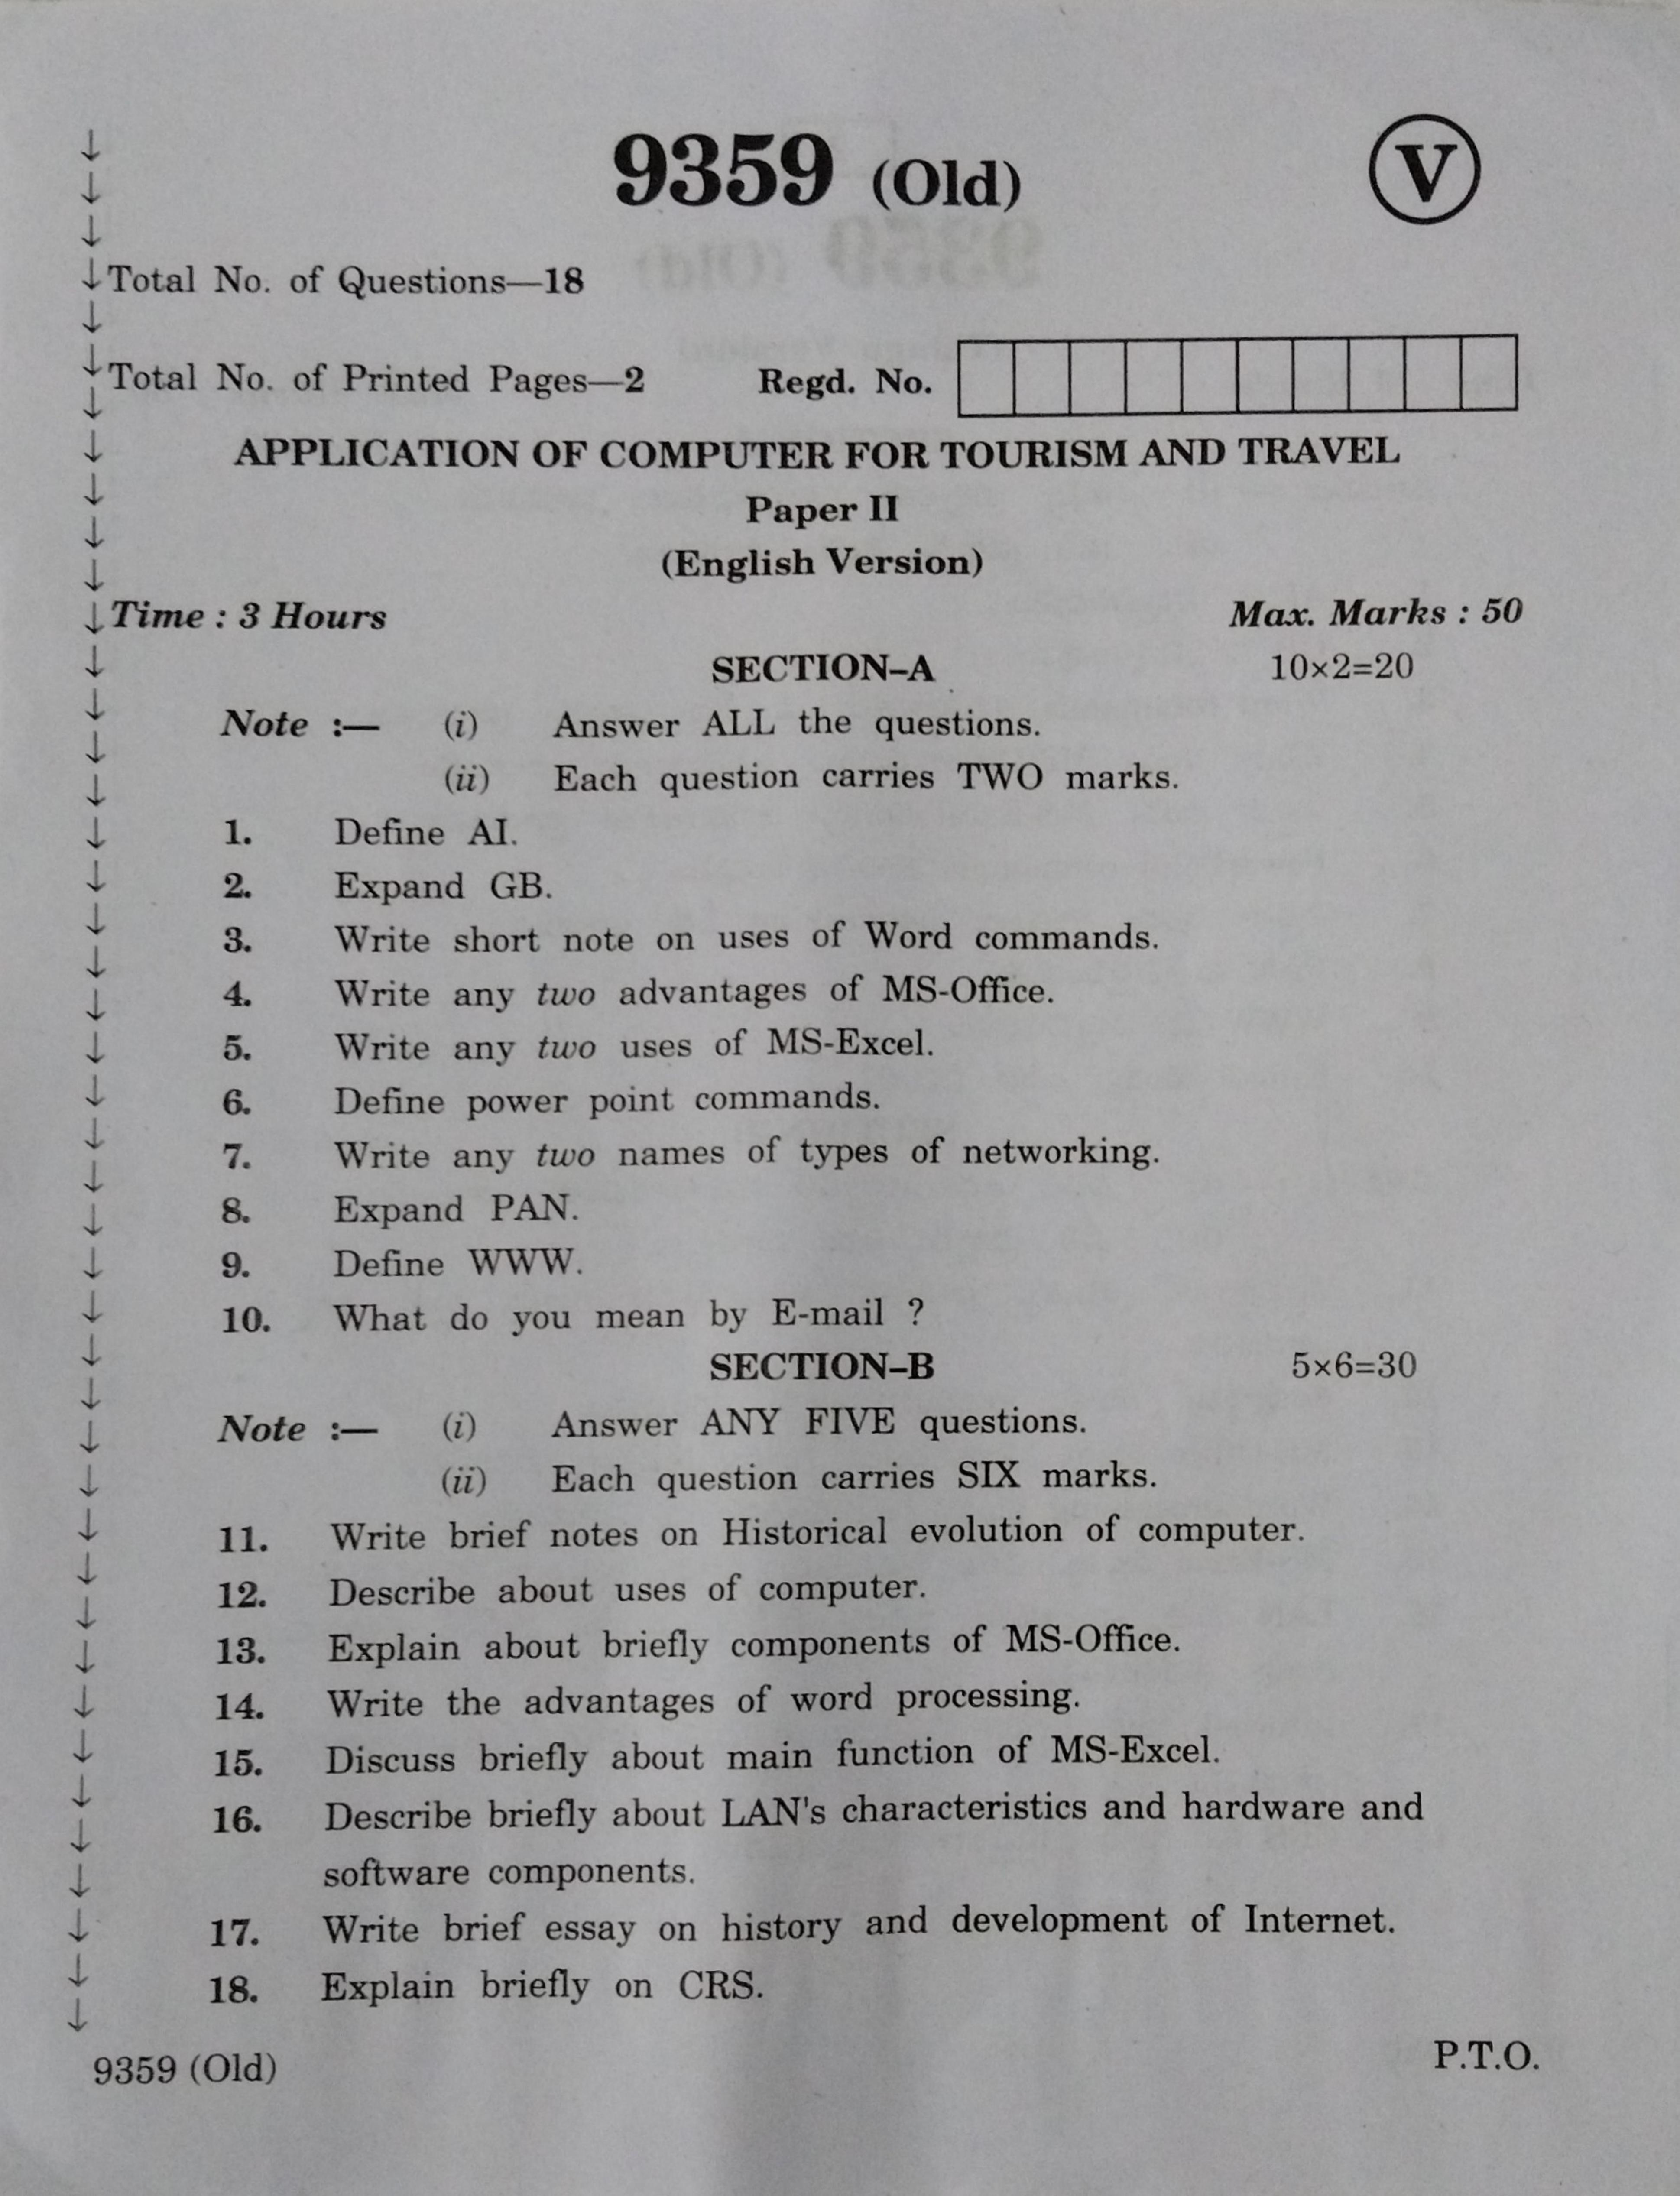 9359 (Old)
V
Total No. of Questions—18
Total No. of Printed Pages—2
Regd. No.
APPLICATION OF COMPUTER FOR TOURISM AND TRAVEL
Paper II
(English Version)
Time : 3 Hours
Max. Marks : 50
SECTION–A
10×2=20
Note :— (i) Answer ALL the questions.
(ii) Each question carries TWO marks.
1. Define AI.
2. Expand GB.
3. Write short note on uses of Word commands.
4. Write any two advantages of MS-Office.
5. Write any two uses of MS-Excel.
6. Define power point commands.
7. Write any two names of types of networking.
8. Expand PAN.
9. Define WWW.
10. What do you mean by E-mail ?
SECTION–B
5×6=30
Note :— (i) Answer ANY FIVE questions.
(ii) Each question carries SIX marks.
11. Write brief notes on Historical evolution of computer.
12. Describe about uses of computer.
13. Explain about briefly components of MS-Office.
14. Write the advantages of word processing.
15. Discuss briefly about main function of MS-Excel.
16. Describe briefly about LAN's characteristics and hardware and
software components.
17. Write brief essay on history and development of Internet.
18. Explain briefly on CRS.
9359 (Old)
P.T.O.